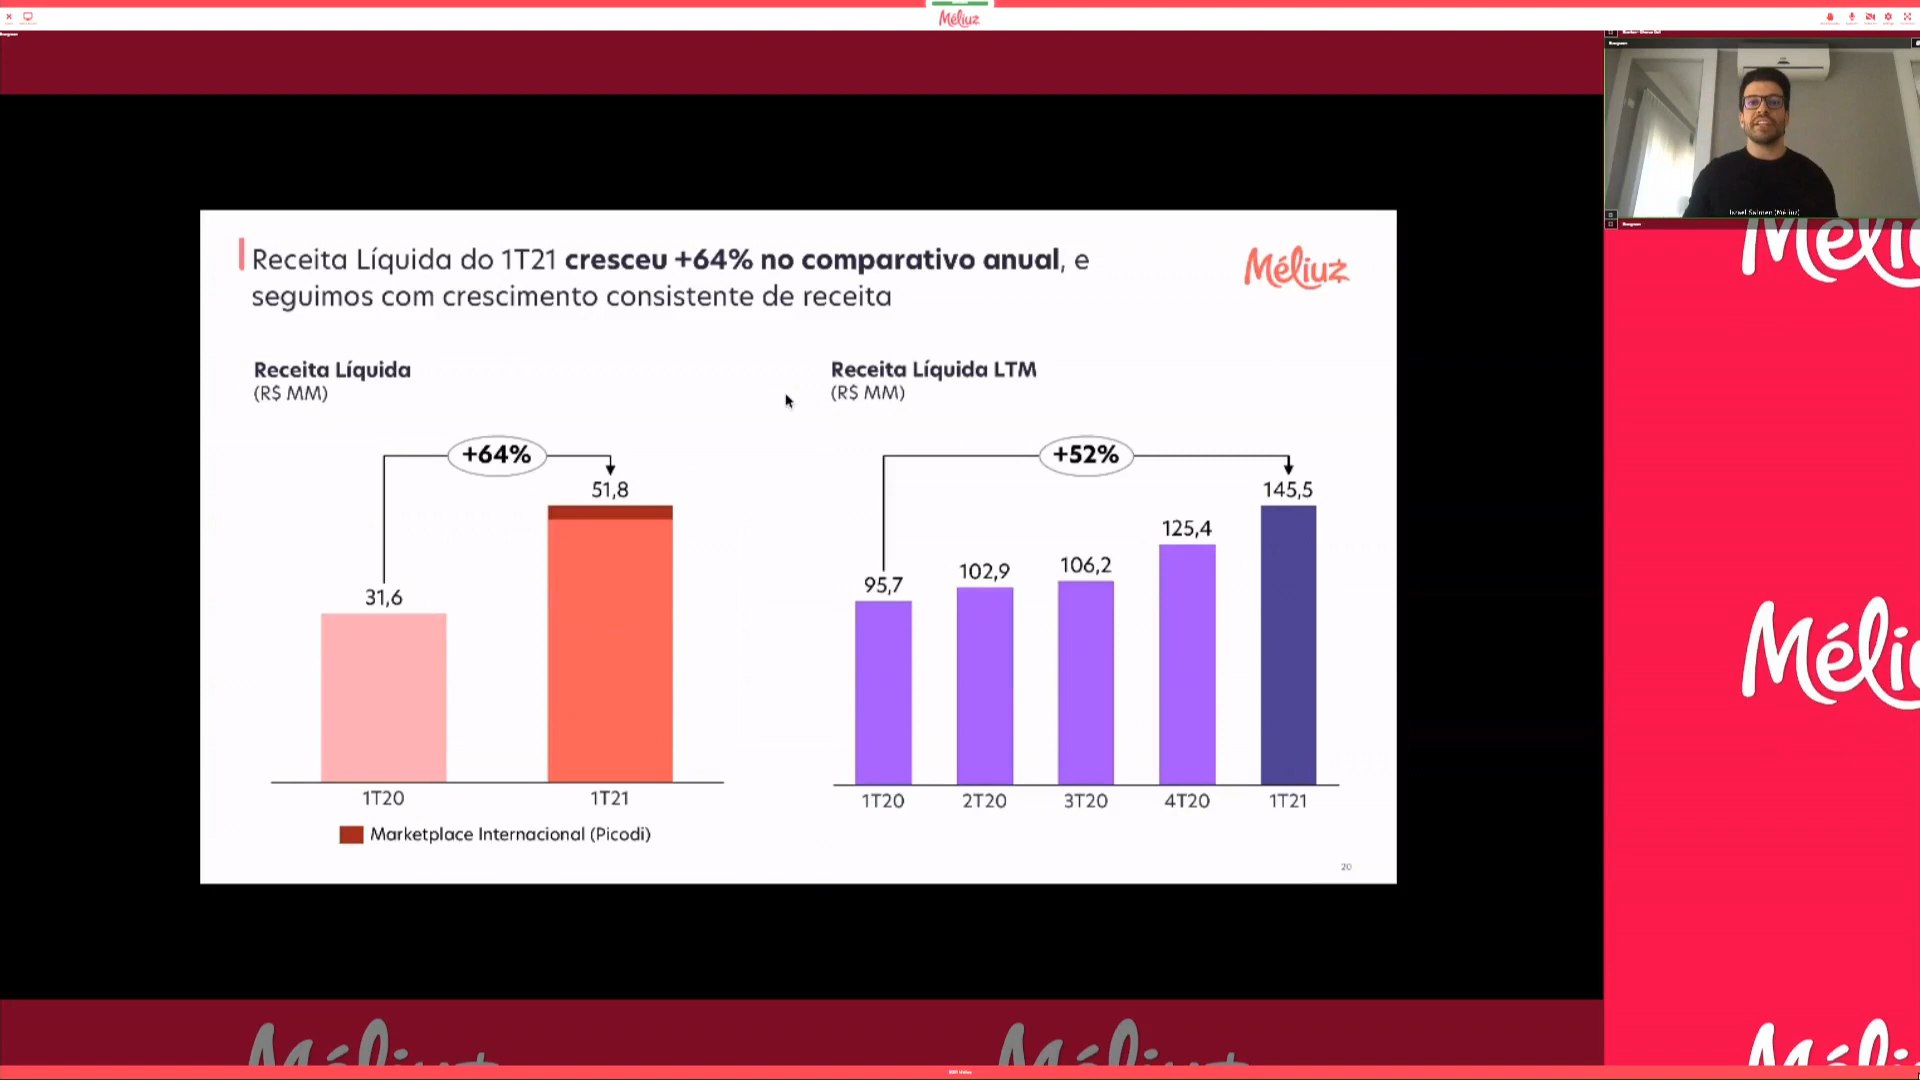 Méliuz
Receita Líquida do 1T21 cresceu +64% no comparativo anual, e
seguimos com crescimento consistente de receita
Méliuz
Receita Líquida
(R$ MM)
+64%
51,8
31,6
1T20
1T21
Marketplace Internacional (Picodi)
Receita Líquida LTM
(R$ MM)
+52%
145,5
125,4
106,2
102,9
95,7
1T20
2T20
3T20
4T20
1T21
20
Israel Salmen (Méliuz)